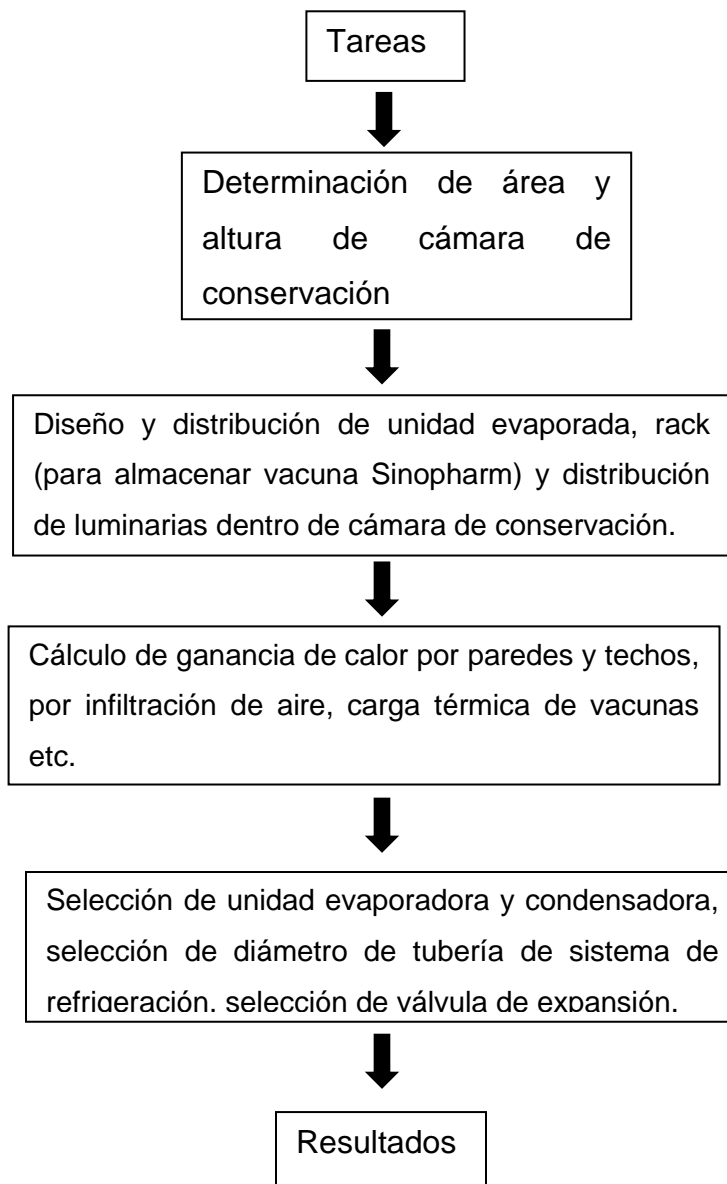 Tareas
Determinación de área y
altura de cámara de
conservación
Diseño y distribución de unidad evaporada, rack
(para almacenar vacuna Sinopharm) y distribución
de luminarias dentro de cámara de conservación.
Cálculo de ganancia de calor por paredes y techos,
por infiltración de aire, carga térmica de vacunas
etc.
Selección de unidad evaporadora y condensadora,
selección de diámetro de tubería de sistema de
refrigeración. selección de válvula de expansión.
Resultados